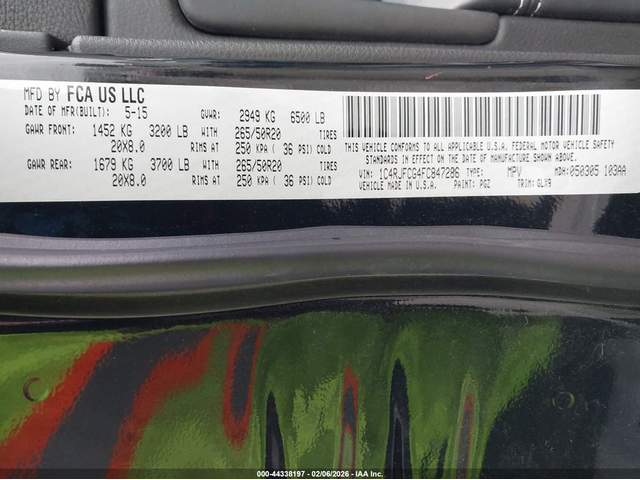 MFD BY FCA US LLC
DATE OF MFR(BUILT): 5-15 GVWR: 2949 KG 6500 LB
GAWR FRONT: 1452 KG 3200 LB WITH 265/50R20 TIRES
20X8.0 RIMS AT 250 KPA ( 36 PSI) COLD
GAWR REAR: 1679 KG 3700 LB WITH 265/50R20 TIRES
20X8.0 RIMS AT 250 KPA ( 36 PSI) COLD
THIS VEHICLE CONFORMS TO ALL APPLICABLE U.S.A. FEDERAL MOTOR VEHICLE SAFETY
STANDARDS IN EFFECT ON THE DATE OF MANUFACTURE SHOWN ABOVE.
VIN: 1C4RJFCG4FC847286 TYPE: MPV MDH: 050305 103AA
VEHICLE MADE IN U.S.A. PAINT: PGZ TRIM: GLX9
000-44338197 - 02/06/2026 - IAA Inc.